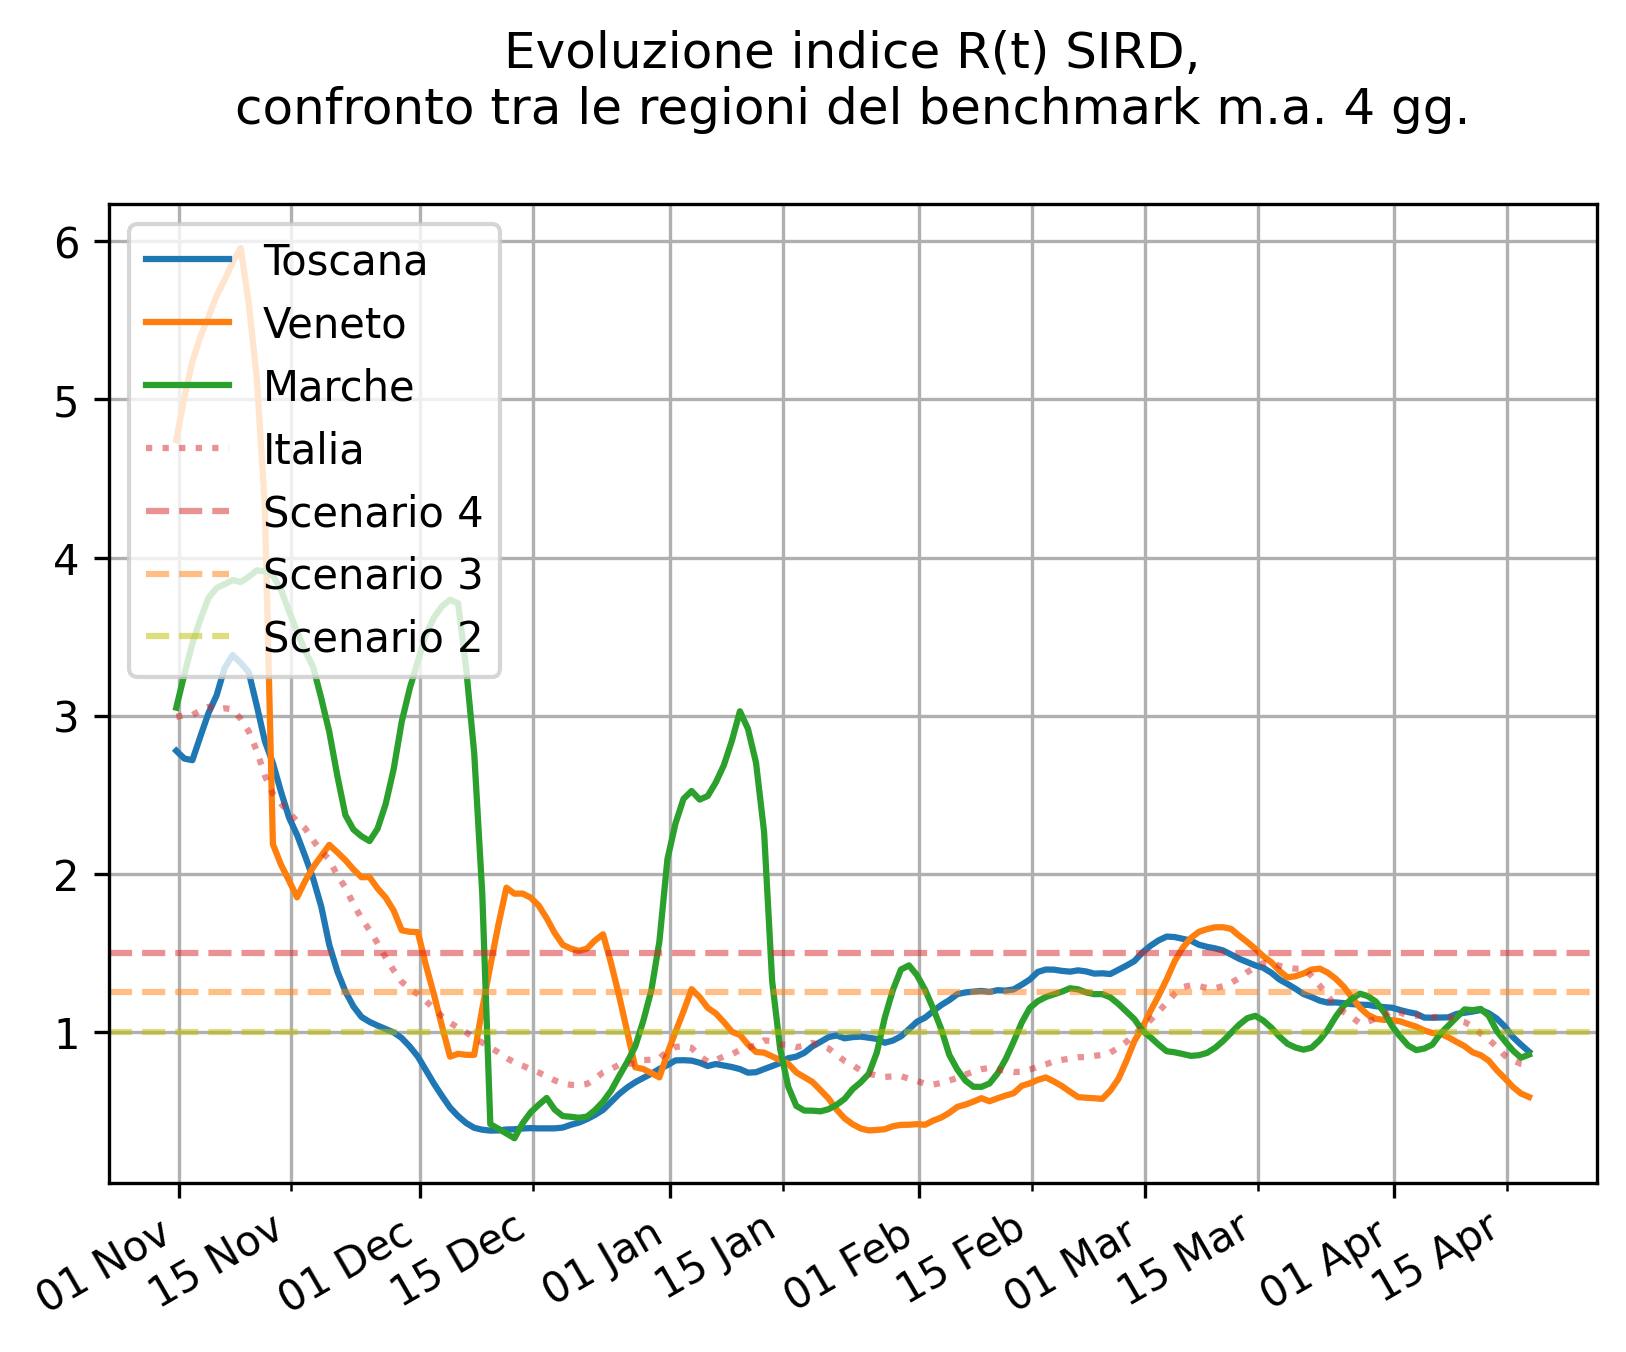 Evoluzione indice R(t) SIRD,
confronto tra le regioni del benchmark m.a. 4 gg.
Toscana
Veneto
Marche
Italia
Scenario 4
Scenario 3
Scenario 2
6
5
4
3
2
1
01 Nov
15 Nov
01 Dec
15 Dec
01 Jan
15 Jan
01 Feb
15 Feb
01 Mar
15 Mar
01 Apr
15 Apr